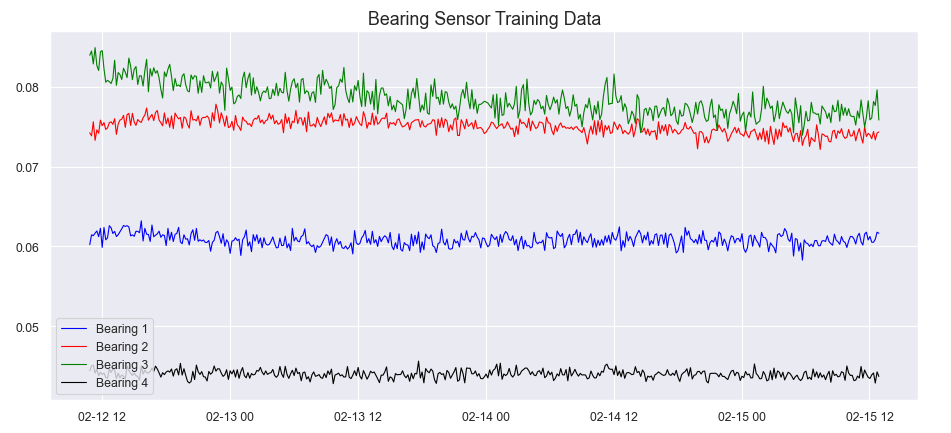 Bearing Sensor Training Data
0.08
0.07
0.06
0.05
Bearing 1
Bearing 2
Bearing 3
Bearing 4
02-12 12
02-13 00
02-13 12
02-14 00
02-14 12
02-15 00
02-15 12